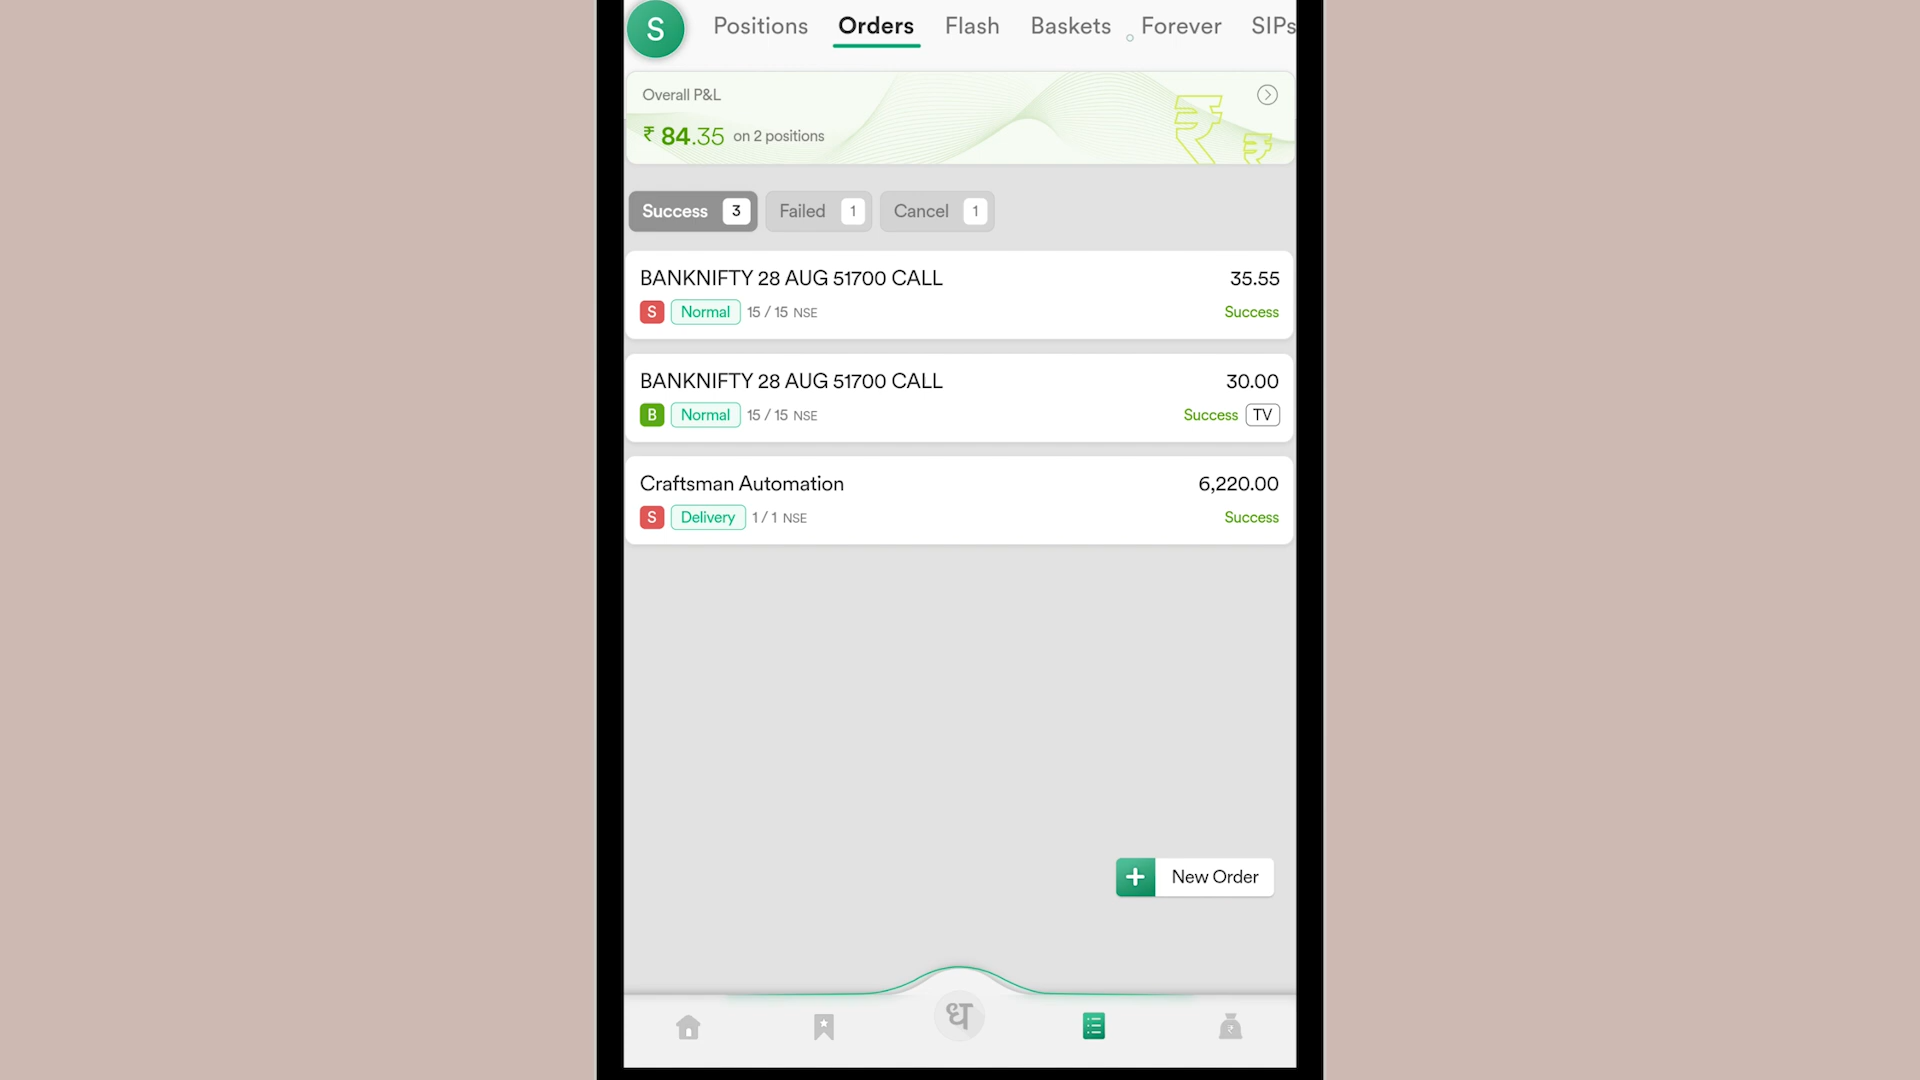 S Positions Orders Flash Baskets Forever SIPs
Overall P&L
₹ 84.35 on 2 positions
Success 3 Failed 1 Cancel 1
BANKNIFTY 28 AUG 51700 CALL 35.55
S Normal 15 / 15 NSE Success
BANKNIFTY 28 AUG 51700 CALL 30.00
B Normal 15 / 15 NSE Success TV
Craftsman Automation 6,220.00
S Delivery 1 / 1 NSE Success
+ New Order
ध